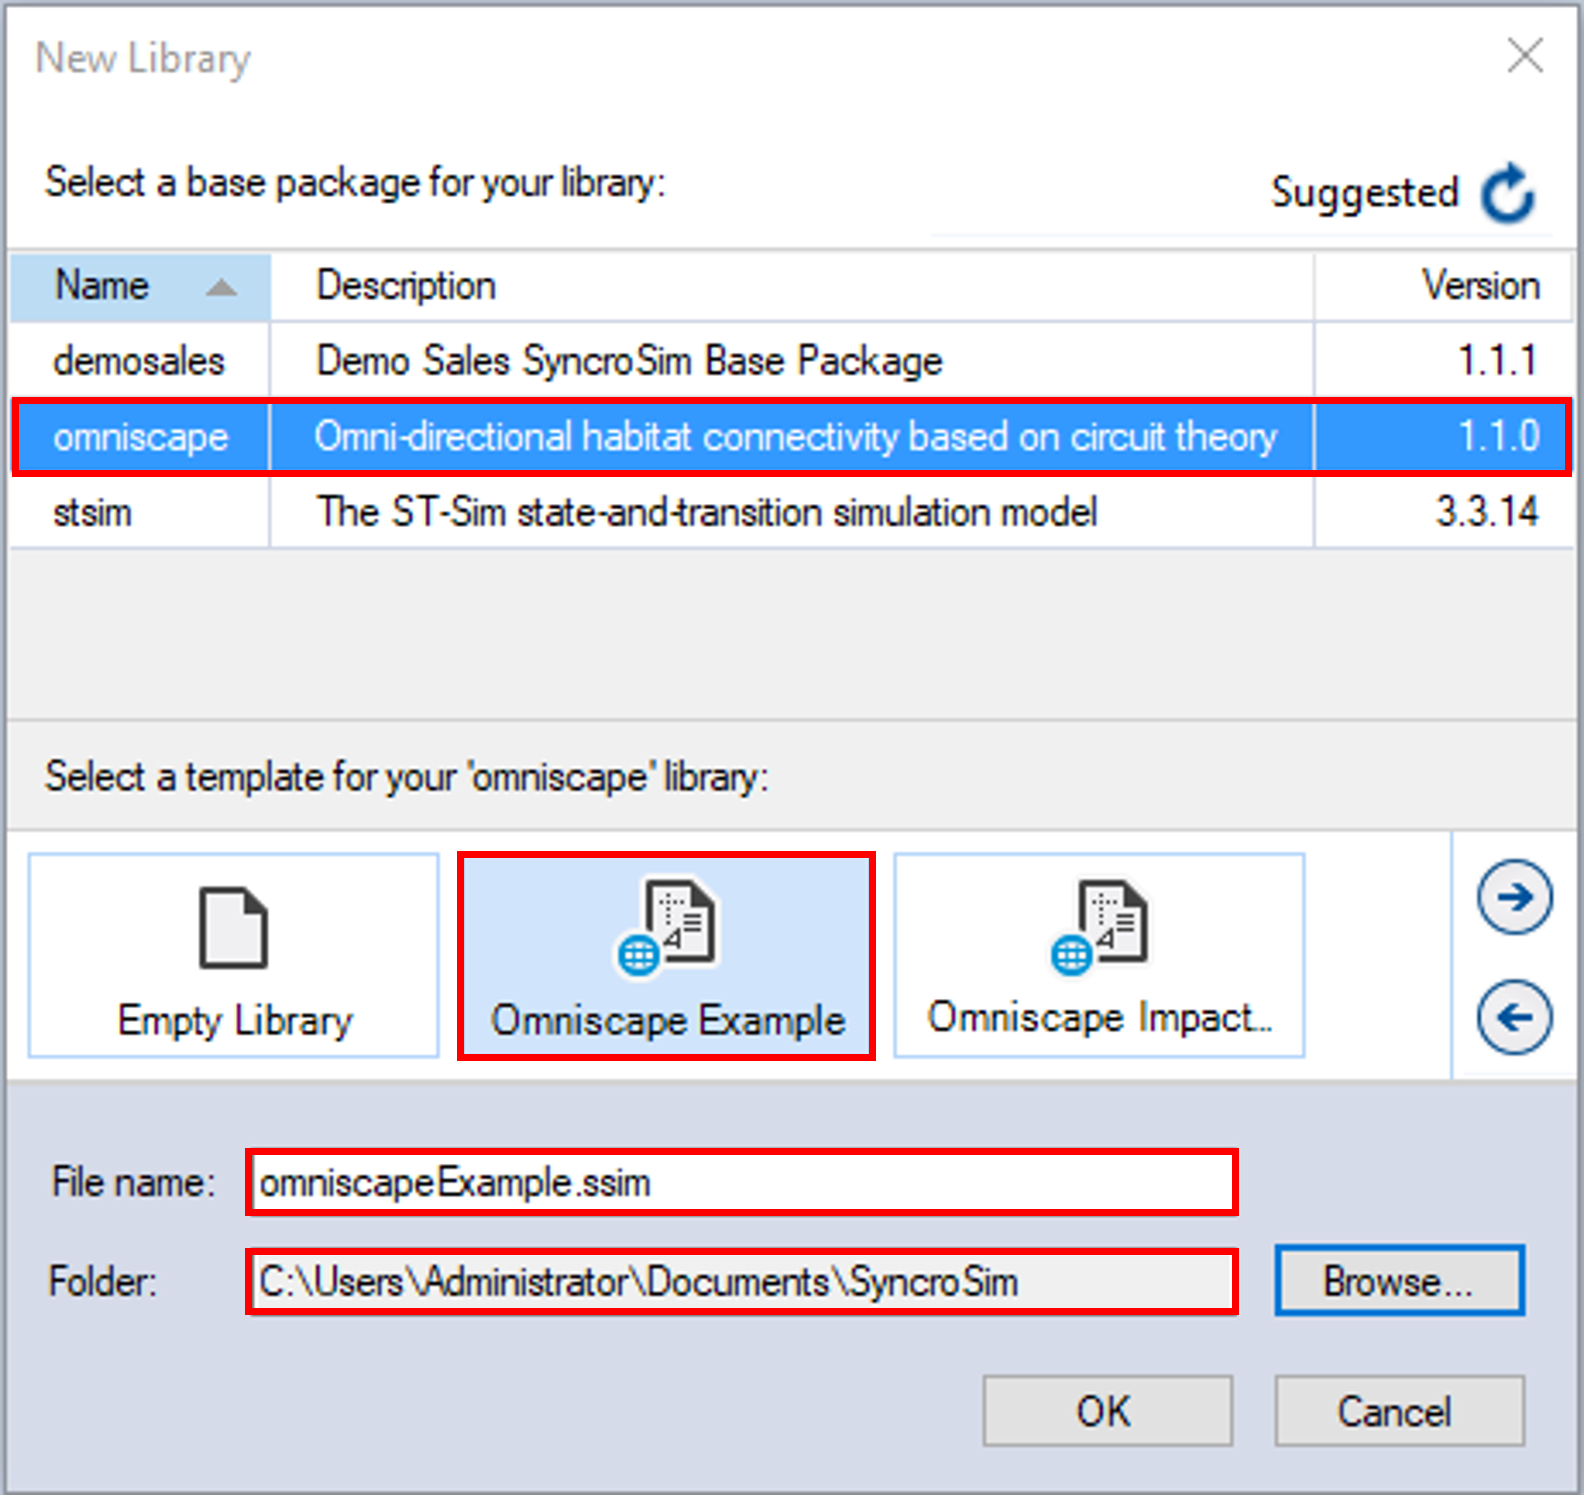 New Library
Select a base package for your library:
Suggested
Name Description Version
demosales Demo Sales SyncroSim Base Package 1.1.1
omniscape Omni-directional habitat connectivity based on circuit theory 1.1.0
stsim The ST-Sim state-and-transition simulation model 3.3.14
Select a template for your 'omniscape' library:
Empty Library Omniscape Example Omniscape Impact...
File name: omniscapeExample.ssim
Folder: C:\Users\Administrator\Documents\SyncroSim Browse...
OK Cancel